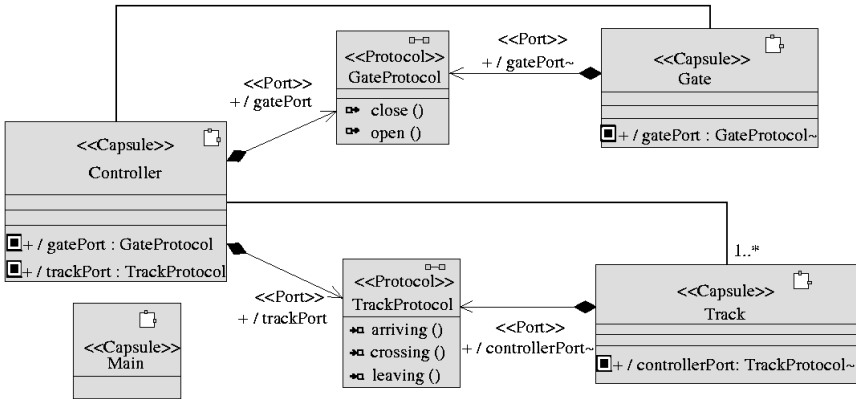 <<Port>>
+ / gatePort~
<<Protocol>>
GateProtocol
close ()
open ()
<<Capsule>>
Gate
+ / gatePort : GateProtocol~
<<Port>>
+ / gatePort
<<Capsule>>
Controller
+ / gatePort : GateProtocol
+ / trackPort : TrackProtocol
1..*
<<Port>>
+ / trackPort
<<Protocol>>
TrackProtocol
arriving ()
crossing ()
leaving ()
<<Port>>
+ / controllerPort~
<<Capsule>>
Track
+ / controllerPort: TrackProtocol~
<<Capsule>>
Main